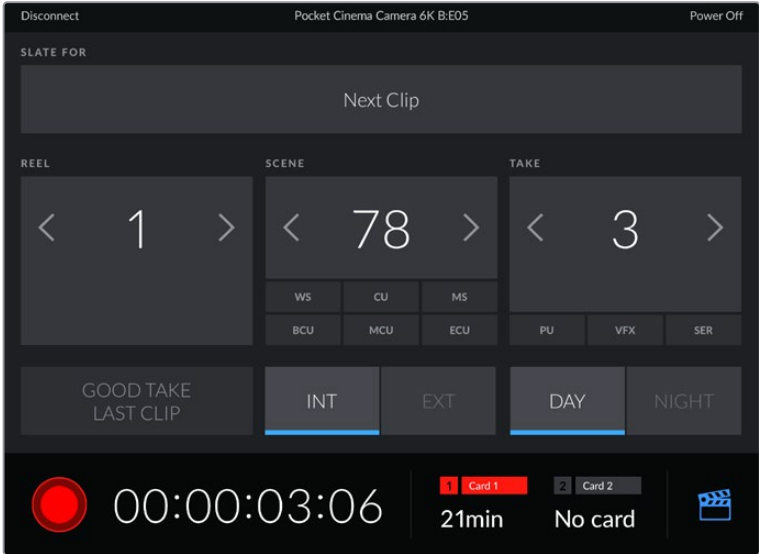 Disconnect Pocket Cinema Camera 6K B:E05 Power Off
SLATE FOR
Next Clip
REEL SCENE TAKE
< 1 > < 78 > < 3 >
WS CU MS
BCU MCU ECU PU VFX SER
GOOD TAKE
LAST CLIP
INT EXT DAY NIGHT
1 Card 1 2 Card 2
00:00:03:06 21min No card